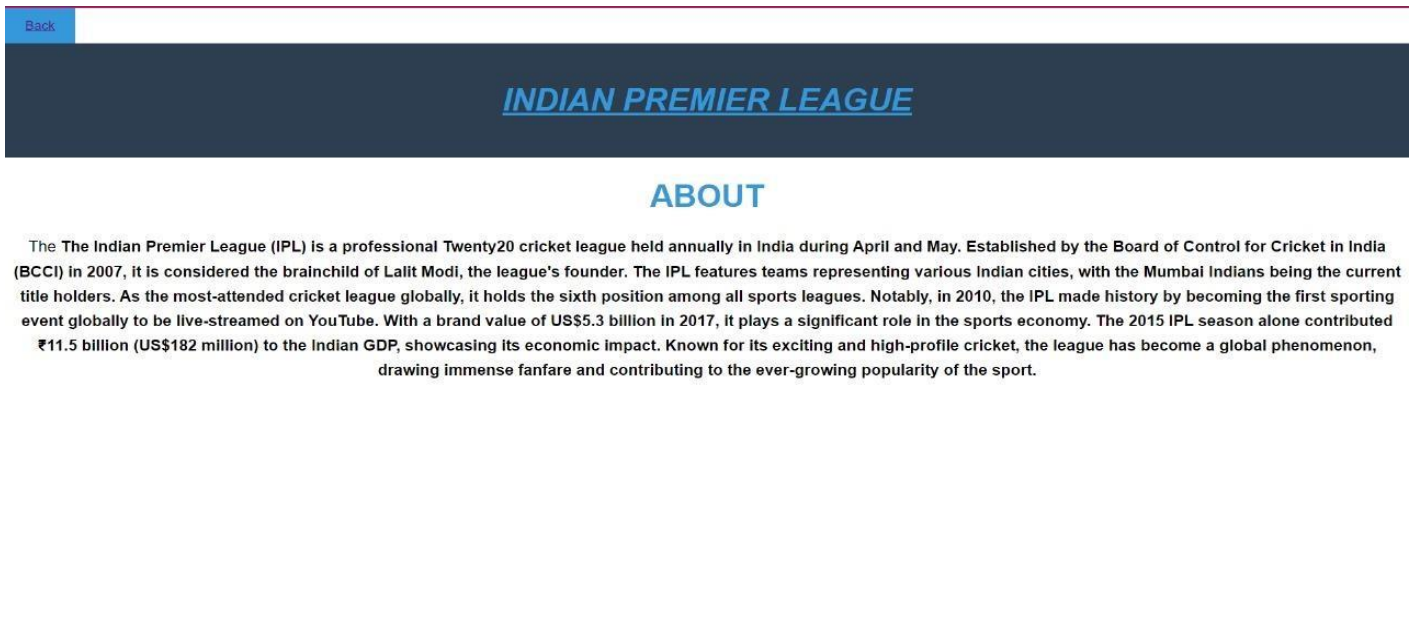 Back
INDIAN PREMIER LEAGUE
ABOUT
The The Indian Premier League (IPL) is a professional Twenty20 cricket league held annually in India during April and May. Established by the Board of Control for Cricket in India
(BCCI) in 2007, it is considered the brainchild of Lalit Modi, the league's founder. The IPL features teams representing various Indian cities, with the Mumbai Indians being the current
title holders. As the most-attended cricket league globally, it holds the sixth position among all sports leagues. Notably, in 2010, the IPL made history by becoming the first sporting
event globally to be live-streamed on YouTube. With a brand value of US$5.3 billion in 2017, it plays a significant role in the sports economy. The 2015 IPL season alone contributed
₹11.5 billion (US$182 million) to the Indian GDP, showcasing its economic impact. Known for its exciting and high-profile cricket, the league has become a global phenomenon,
drawing immense fanfare and contributing to the ever-growing popularity of the sport.